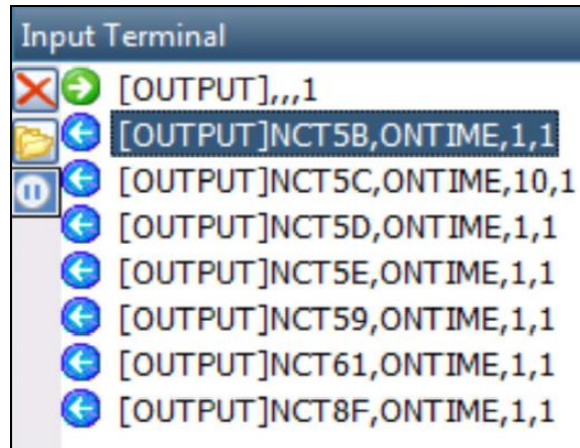 Input Terminal
[OUTPUT],,,1
[OUTPUT]NCT5B,ONTIME,1,1
[OUTPUT]NCT5C,ONTIME,10,1
[OUTPUT]NCT5D,ONTIME,1,1
[OUTPUT]NCT5E,ONTIME,1,1
[OUTPUT]NCT59,ONTIME,1,1
[OUTPUT]NCT61,ONTIME,1,1
[OUTPUT]NCT8F,ONTIME,1,1